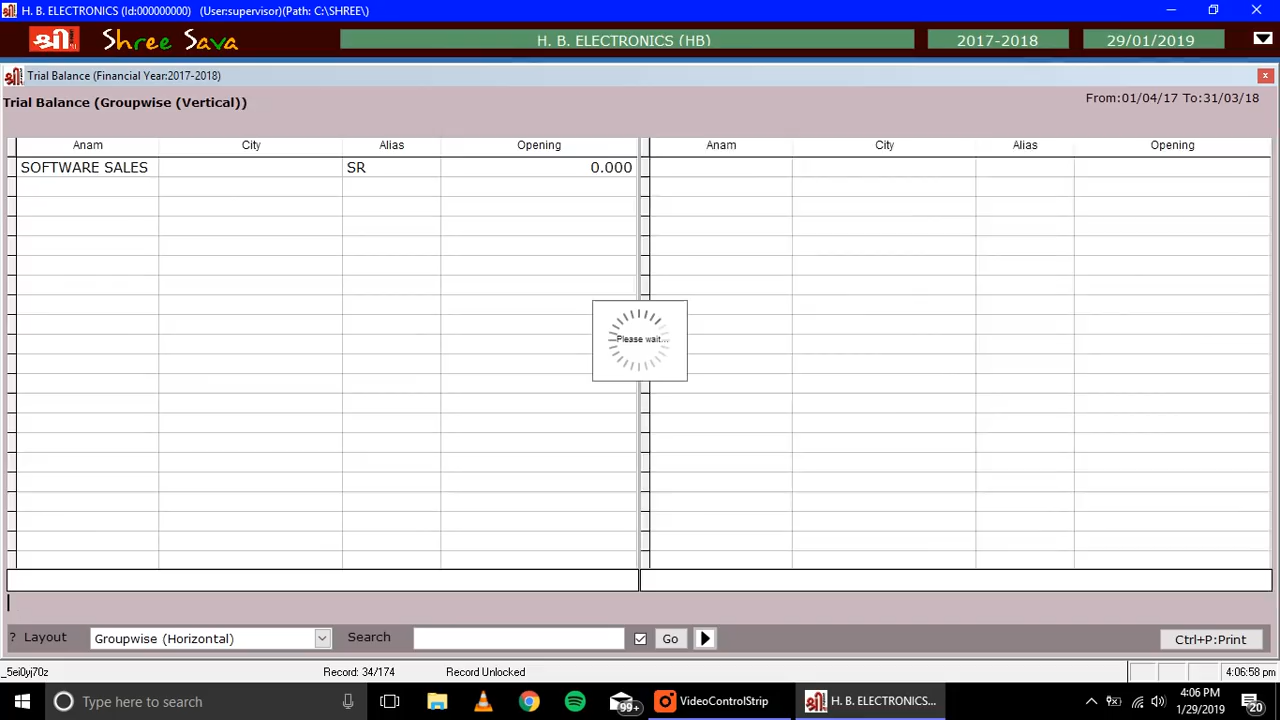 श्री H. B. ELECTRONICS (Id:000000000) (User:supervisor)(Path: C:\SHREE\)
श्री Shree Sava H. B. ELECTRONICS (HB) 2017-2018 29/01/2019
श्री Trial Balance (Financial Year:2017-2018) x
Trial Balance (Groupwise (Vertical)) From:01/04/17 To:31/03/18
Anam City Alias Opening Anam City Alias Opening
SOFTWARE SALES SR 0.000
Please wait...
? Layout Groupwise (Horizontal) Search Go Ctrl+P:Print
_5ei0yj70z Record: 34/174 Record Unlocked 4:06:58 pm
Type here to search 99+ VideoControlStrip श्री H. B. ELECTRONICS... 4:06 PM
1/29/2019 20